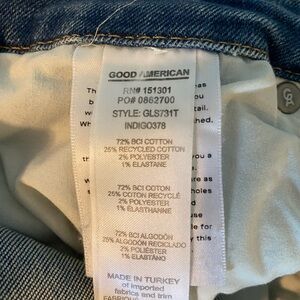 GOOD AMERICAN
RN# 151301
PO# 0862700
STYLE: GLS731T
INDIGO378
72% BCI COTTON
25% RECYCLED COTTON
2% POLYESTER
1% ELASTANE
72% BCI COTON
25% COTON RECYCLÉ
2% POLYESTER
1% ÉLASTHANNE
72% BCI ALGODÓN
25% ALGODÓN RECICLADO
2% POLIÉSTER
1% ELASTANO
MADE IN TURKEY
of imported
fabrics and trim